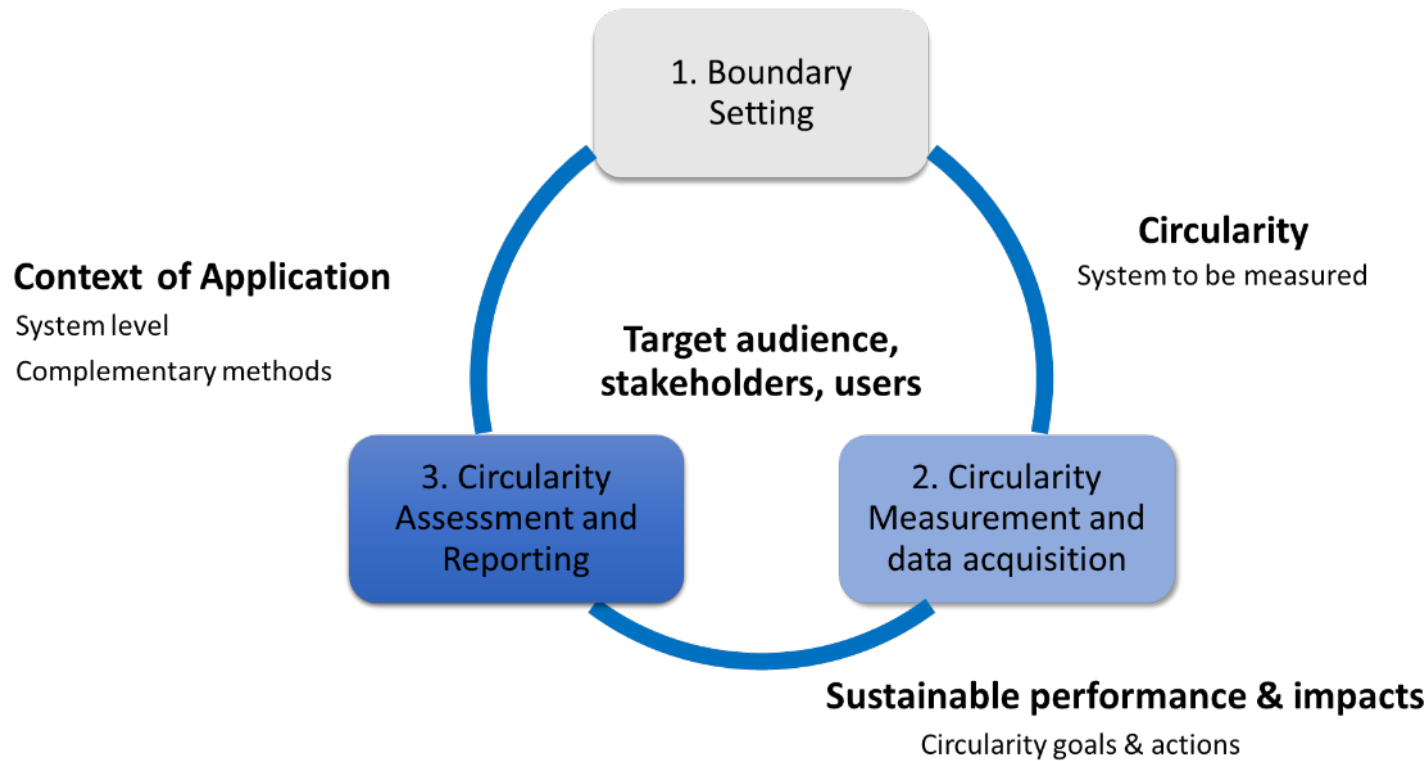 1. Boundary
Setting
Circularity
System to be measured
Context of Application
System level
Complementary methods
Target audience,
stakeholders, users
3. Circularity
Assessment and
Reporting
2. Circularity
Measurement and
data acquisition
Sustainable performance & impacts
Circularity goals & actions